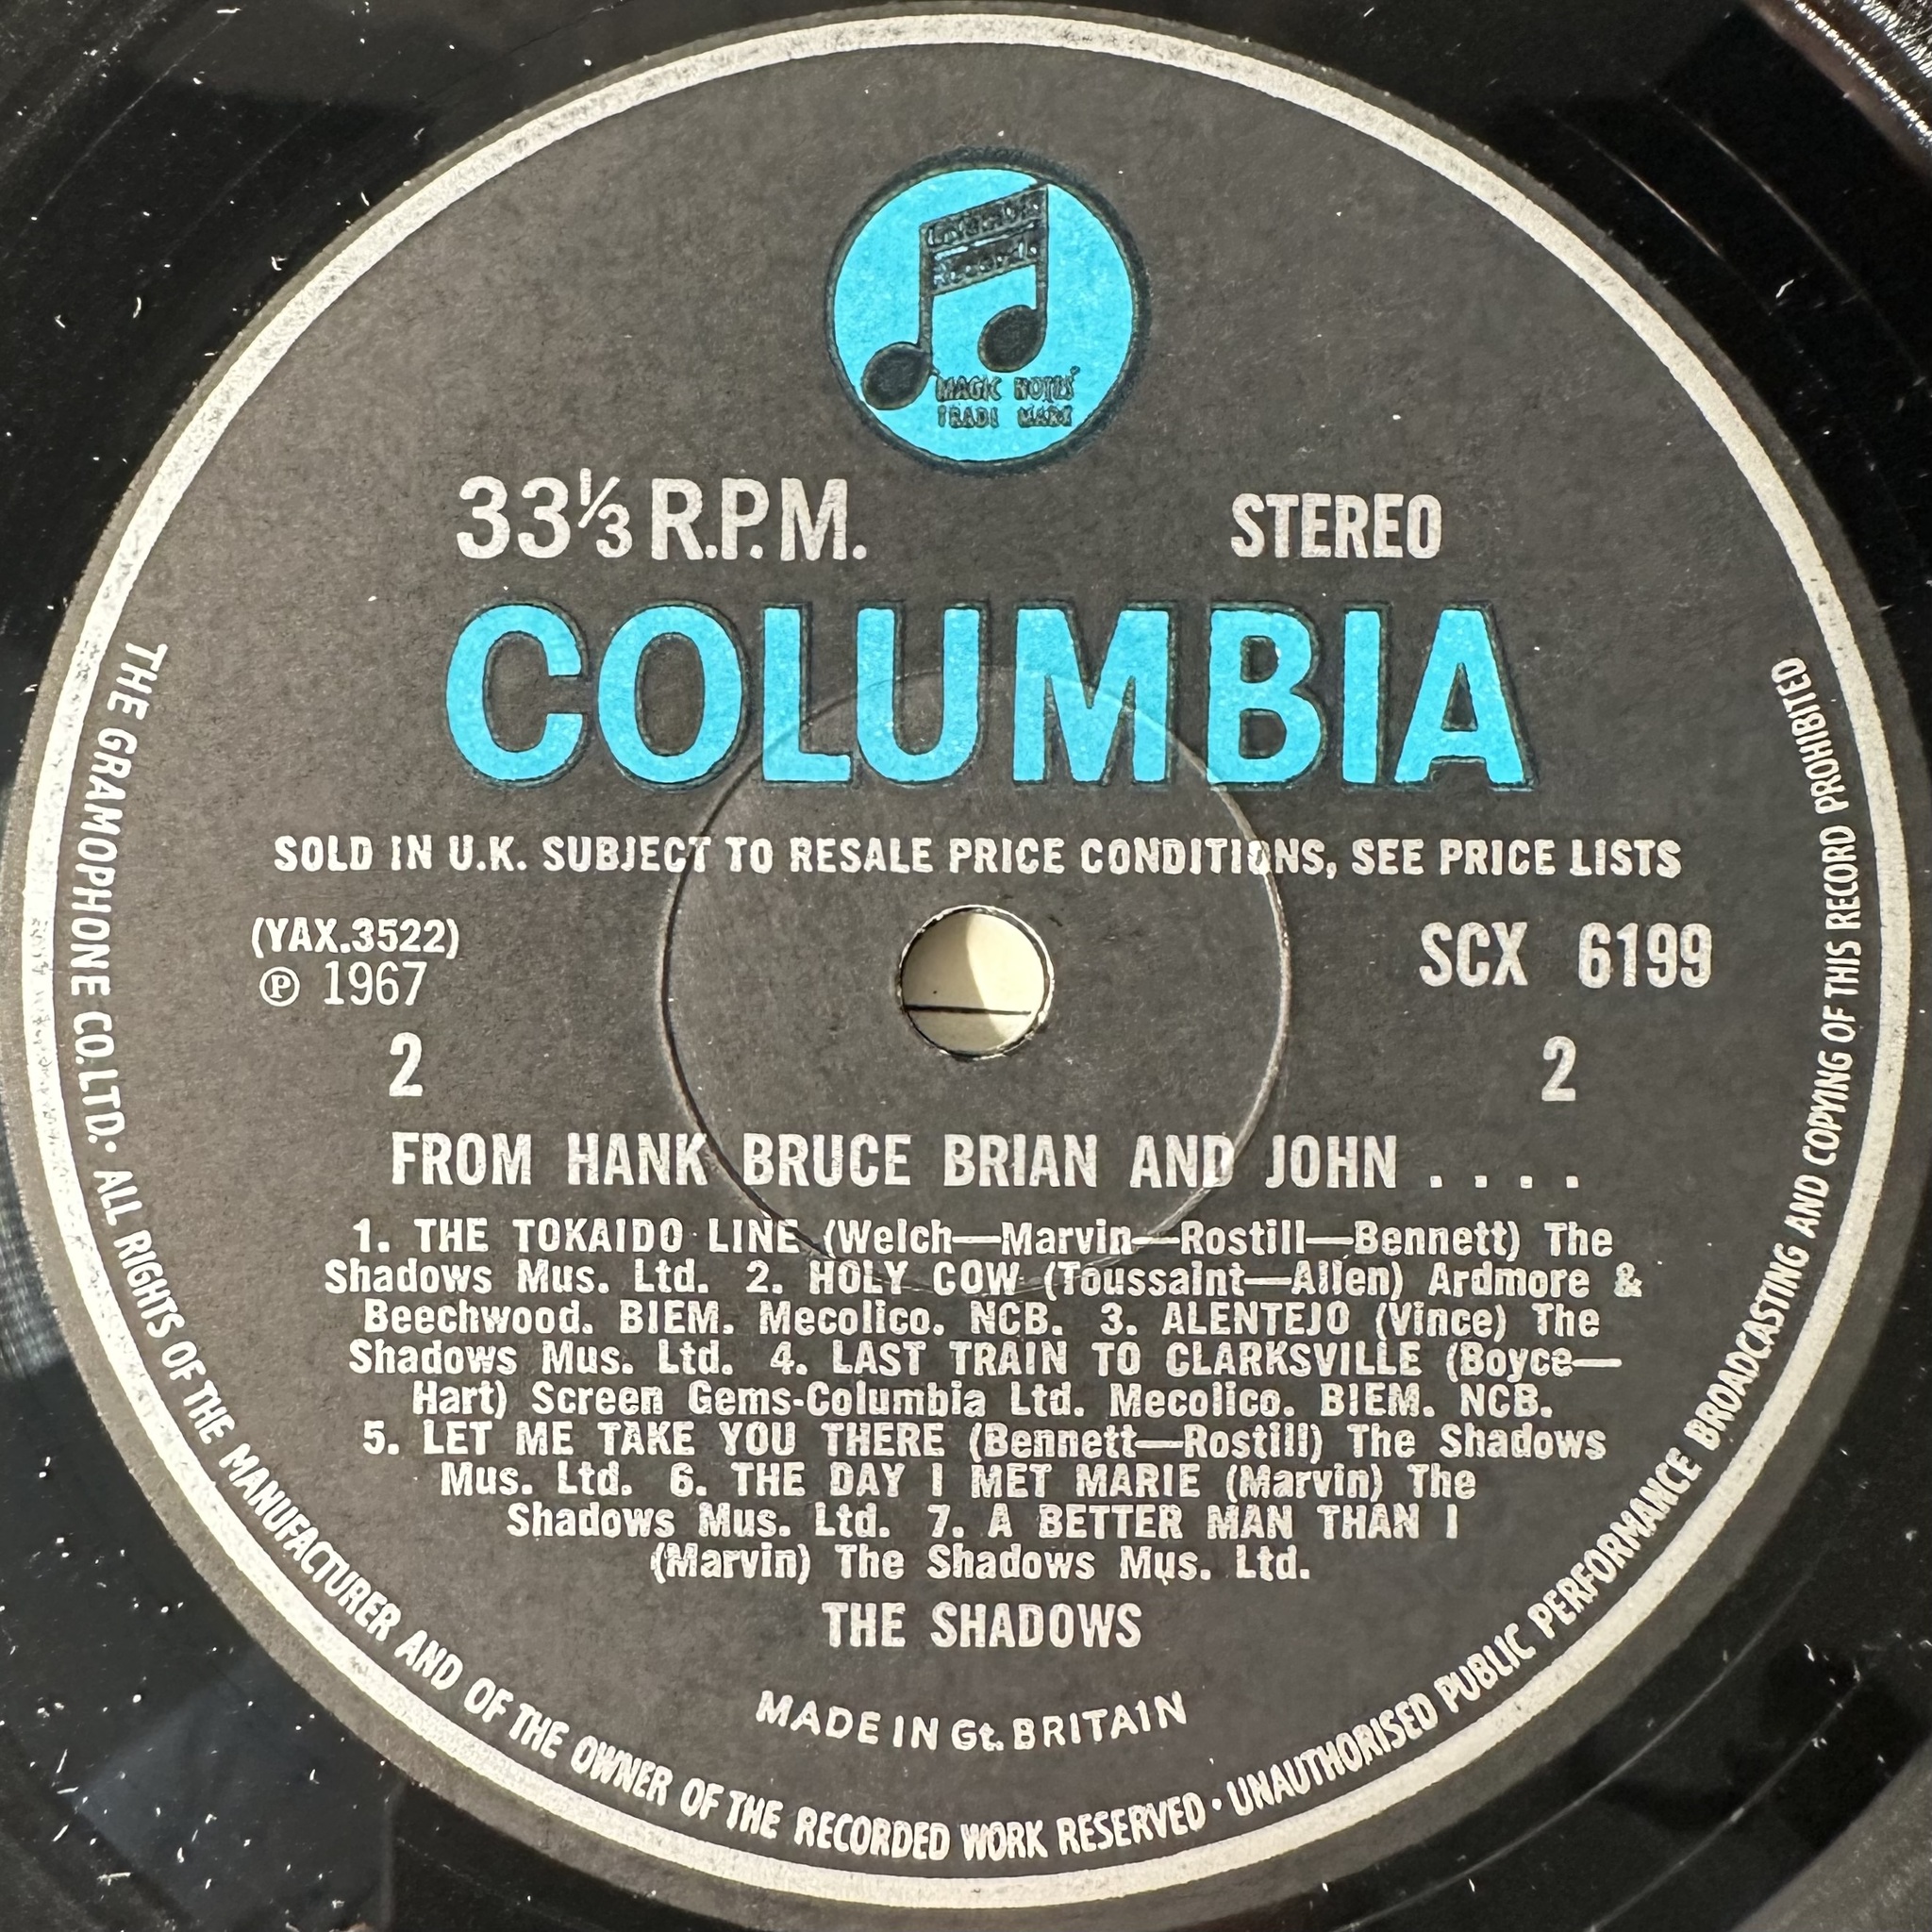 Columbia
Records
MAGIC NOTES
TRADE MARK
33⅓ R.P.M.
STEREO
COLUMBIA
SOLD IN U.K. SUBJECT TO RESALE PRICE CONDITIONS, SEE PRICE LISTS
(YAX.3522)
SCX 6199
℗ 1967
2
2
FROM HANK BRUCE BRIAN AND JOHN . . . .
1. THE TOKAIDO LINE (Welch—Marvin—Rostill—Bennett) The
Shadows Mus. Ltd. 2. HOLY COW (Toussaint—Allen) Ardmore &
Beechwood. BIEM. Mecolico. NCB. 3. ALENTEJO (Vince) The
Shadows Mus. Ltd. 4. LAST TRAIN TO CLARKSVILLE (Boyce—
Hart) Screen Gems-Columbia Ltd. Mecolico. BIEM. NCB.
5. LET ME TAKE YOU THERE (Bennett—Rostill) The Shadows
Mus. Ltd. 6. THE DAY I MET MARIE (Marvin) The
Shadows Mus. Ltd. 7. A BETTER MAN THAN I
(Marvin) The Shadows Mus. Ltd.
THE SHADOWS
MADE IN Gt. BRITAIN
THE GRAMOPHONE CO. LTD. · ALL RIGHTS OF THE MANUFACTURER AND OF THE OWNER OF THE RECORDED WORK RESERVED · UNAUTHORISED PUBLIC PERFORMANCE BROADCASTING AND COPYING OF THIS RECORD PROHIBITED